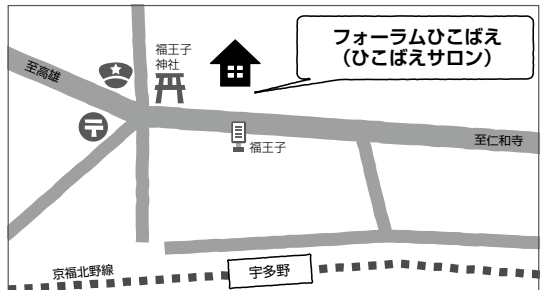 フォーラムひこばえ
（ひこばえサロン）
福王子
神社
至高雄
福王子
至仁和寺
京福北野線
宇多野